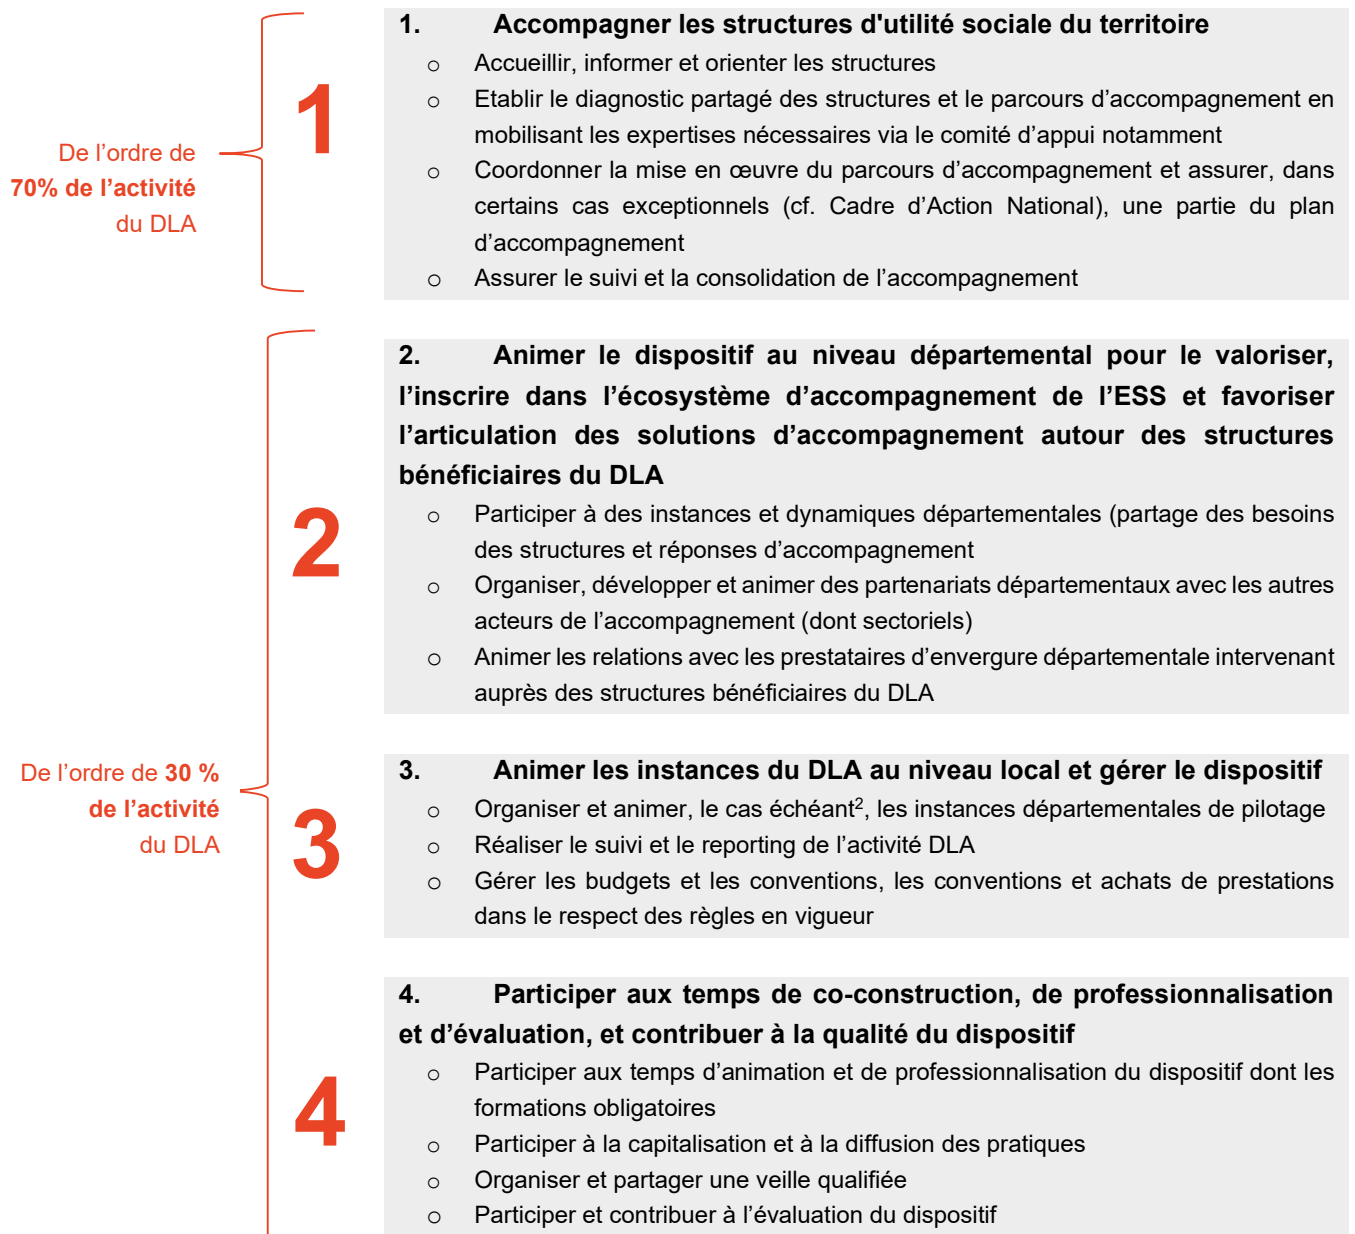 De l’ordre de
70% de l’activité
du DLA
1
1. Accompagner les structures d'utilité sociale du territoire
o Accueillir, informer et orienter les structures
o Etablir le diagnostic partagé des structures et le parcours d’accompagnement en
mobilisant les expertises nécessaires via le comité d’appui notamment
o Coordonner la mise en œuvre du parcours d’accompagnement et assurer, dans
certains cas exceptionnels (cf. Cadre d’Action National), une partie du plan
d’accompagnement
o Assurer le suivi et la consolidation de l’accompagnement
De l’ordre de 30 %
de l’activité
du DLA
2
2. Animer le dispositif au niveau départemental pour le valoriser,
l’inscrire dans l’écosystème d’accompagnement de l’ESS et favoriser
l’articulation des solutions d’accompagnement autour des structures
bénéficiaires du DLA
o Participer à des instances et dynamiques départementales (partage des besoins
des structures et réponses d’accompagnement
o Organiser, développer et animer des partenariats départementaux avec les autres
acteurs de l’accompagnement (dont sectoriels)
o Animer les relations avec les prestataires d’envergure départementale intervenant
auprès des structures bénéficiaires du DLA
3
3. Animer les instances du DLA au niveau local et gérer le dispositif
o Organiser et animer, le cas échéant², les instances départementales de pilotage
o Réaliser le suivi et le reporting de l’activité DLA
o Gérer les budgets et les conventions, les conventions et achats de prestations
dans le respect des règles en vigueur
4
4. Participer aux temps de co-construction, de professionnalisation
et d’évaluation, et contribuer à la qualité du dispositif
o Participer aux temps d’animation et de professionnalisation du dispositif dont les
formations obligatoires
o Participer à la capitalisation et à la diffusion des pratiques
o Organiser et partager une veille qualifiée
o Participer et contribuer à l’évaluation du dispositif